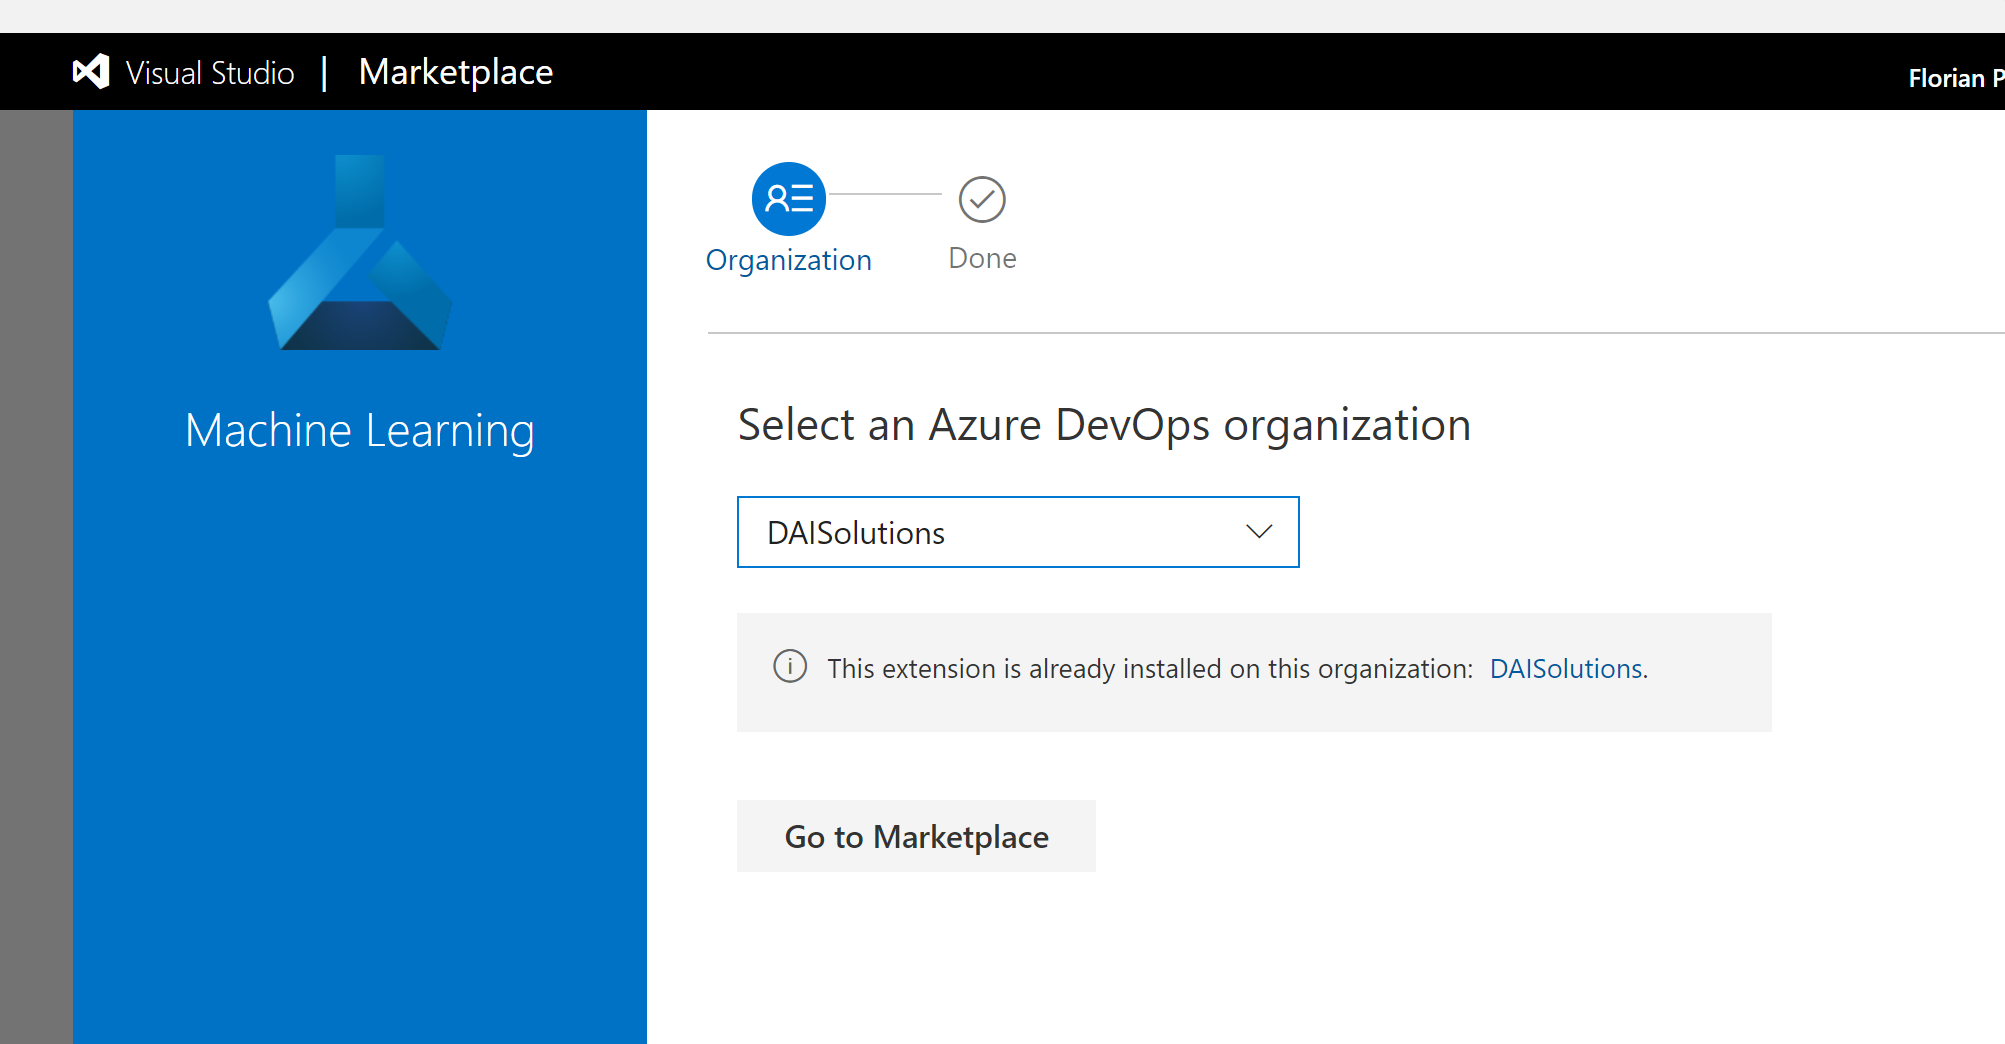 Visual Studio | Marketplace
Florian P
Machine Learning
Organization
Done
Select an Azure DevOps organization
DAISolutions
This extension is already installed on this organization: DAISolutions.
Go to Marketplace